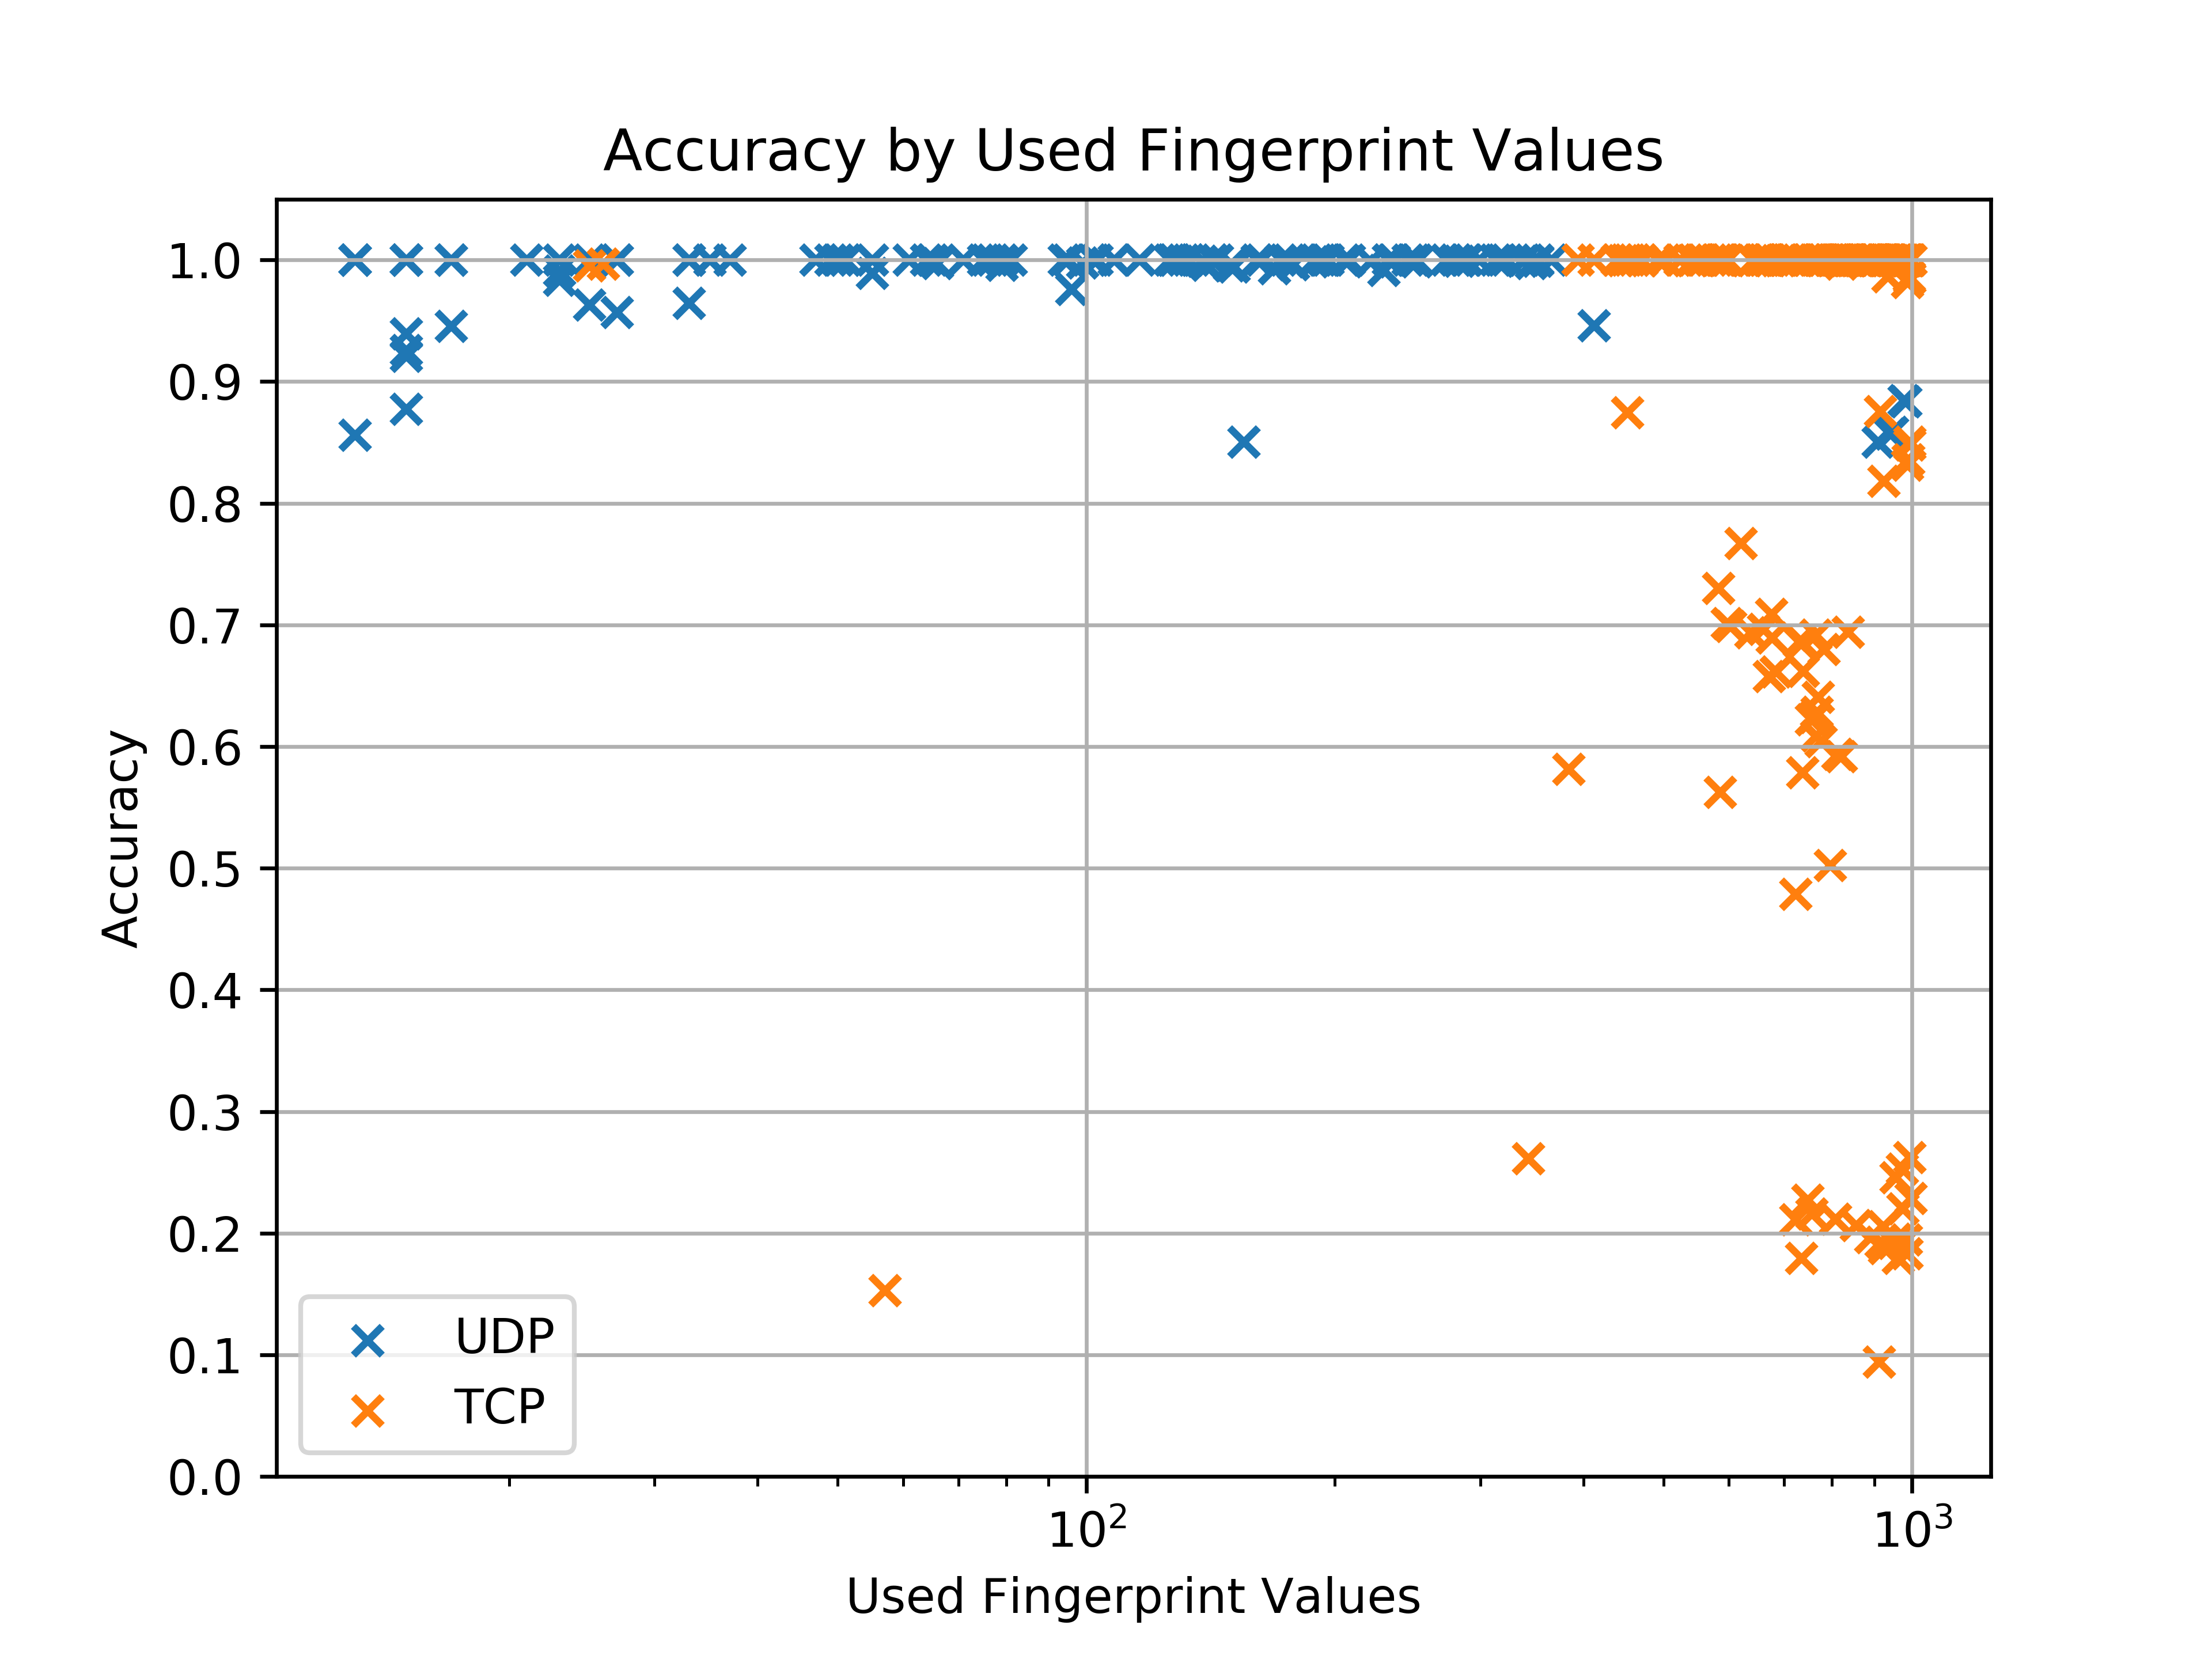 Accuracy by Used Fingerprint Values
1.0
0.9
0.8
0.7
0.6
0.5
0.4
0.3
0.2
0.1
0.0
Accuracy
UDP
TCP
10² 10³
Used Fingerprint Values